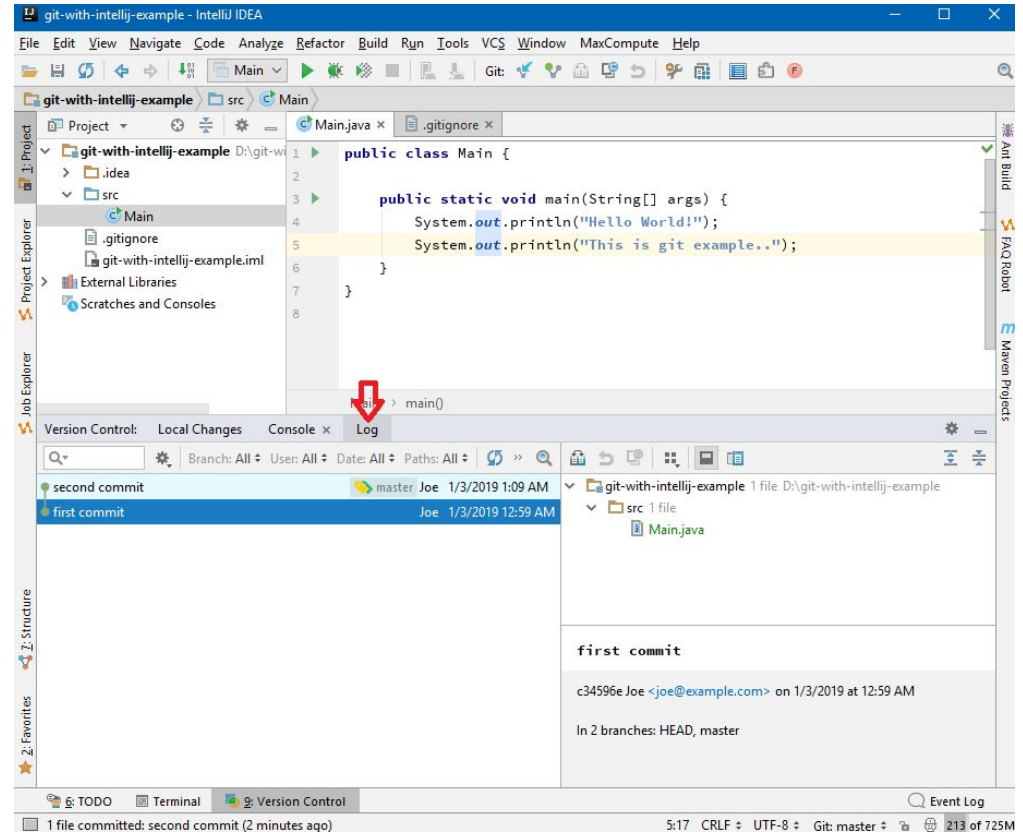 git-with-intellij-example - IntelliJ IDEA
File Edit View Navigate Code Analyze Refactor Build Run Tools VCS Window MaxCompute Help
Main Git:
git-with-intellij-example src Main
1: Project
Project Explorer
Job Explorer
Z: Structure
2: Favorites
Project
git-with-intellij-example D:\git-wi
.idea
src
Main
.gitignore
git-with-intellij-example.iml
External Libraries
Scratches and Consoles
Main.java × .gitignore ×
1 public class Main {
2
3 public static void main(String[] args) {
4 System.out.println("Hello World!");
5 System.out.println("This is git example..");
6 }
7 }
8
main()
Ant Build
FAQ Robot
m Maven Projects
Version Control: Local Changes Console × Log
Branch: All User: All Date: All Paths: All »
second commit master Joe 1/3/2019 1:09 AM
first commit Joe 1/3/2019 12:59 AM
git-with-intellij-example 1 file D:\git-with-intellij-example
src 1 file
Main.java
first commit
c34596e Joe <joe@example.com> on 1/3/2019 at 12:59 AM
In 2 branches: HEAD, master
6: TODO Terminal 9: Version Control Event Log
1 file committed: second commit (2 minutes ago) 5:17 CRLF UTF-8 Git: master 213 of 725M